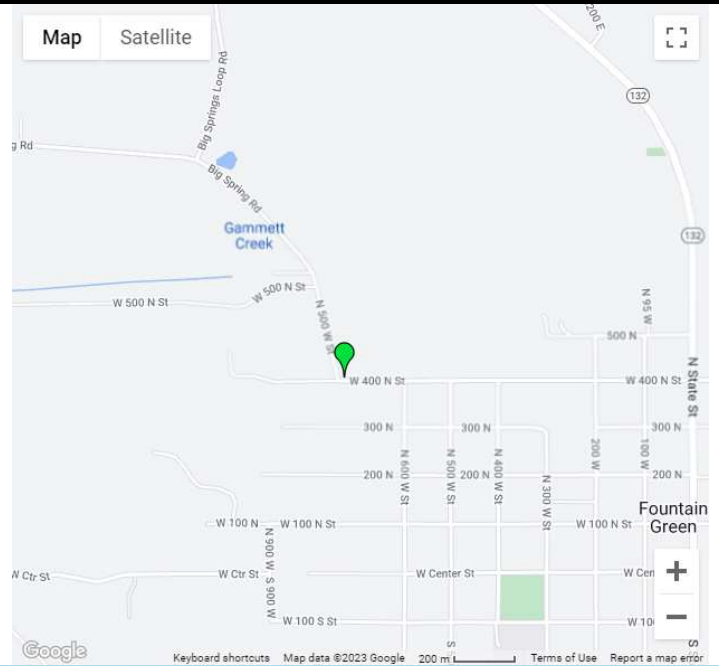 Map
Satellite
200 E
132
Big Springs Loop Rd
g Rd
Big Spring Rd
Gammett
Creek
132
W 500 N St
W 500 N St
N 500 W St
N 95 W
500 N
W 400 N St
W 400 N St
N State St
300 N
300 N
300 N
200 W
100 W
N 600 W St
N 500 W St
N 400 W St
200 N
200 N
200 N
N 300 W St
Fountain
Green
W 100 N
W 100 N St
W 100 N St
N 900 W
S 900 W
W Ctr St
W Ctr St
W Center St
W Cen
W 100 S St
W 10
S
S S
Google
Keyboard shortcuts
Map data ©2023 Google
200 m
Terms of Use
Report a map error